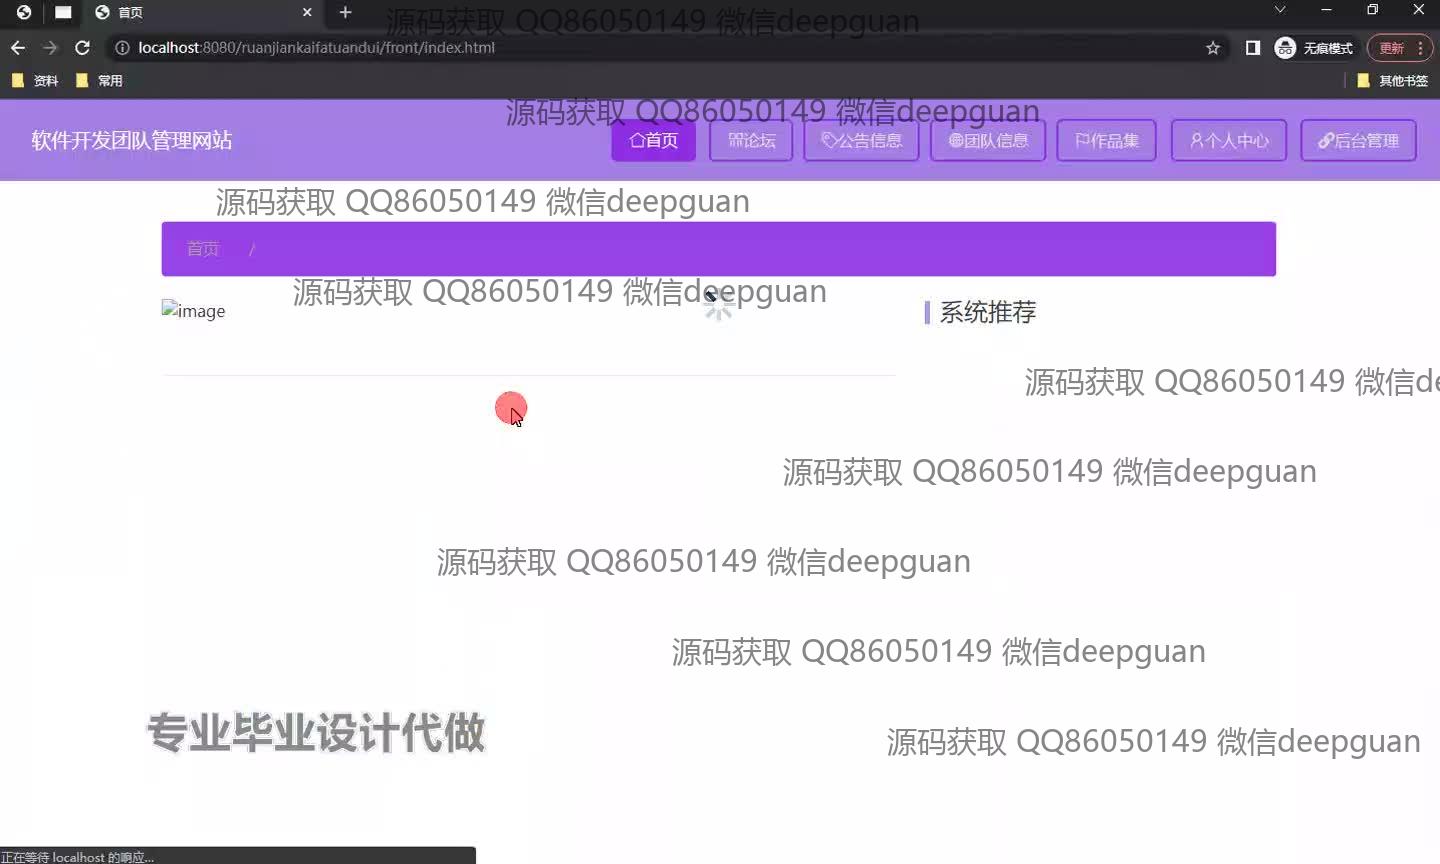 首页
源码获取 QQ86050149 微信deepguan
localhost:8080/ruanjiankaifatuandui/front/index.html
无痕模式
更新
资料
常用
其他书签
源码获取 QQ86050149 微信deepguan
软件开发团队管理网站
首页
论坛
公告信息
团队信息
作品集
个人中心
后台管理
源码获取 QQ86050149 微信deepguan
首页 /
源码获取 QQ86050149 微信deepguan
image
系统推荐
源码获取 QQ86050149 微信de
源码获取 QQ86050149 微信deepguan
源码获取 QQ86050149 微信deepguan
源码获取 QQ86050149 微信deepguan
专业毕业设计代做
源码获取 QQ86050149 微信deepguan
正在等待 localhost 的响应...